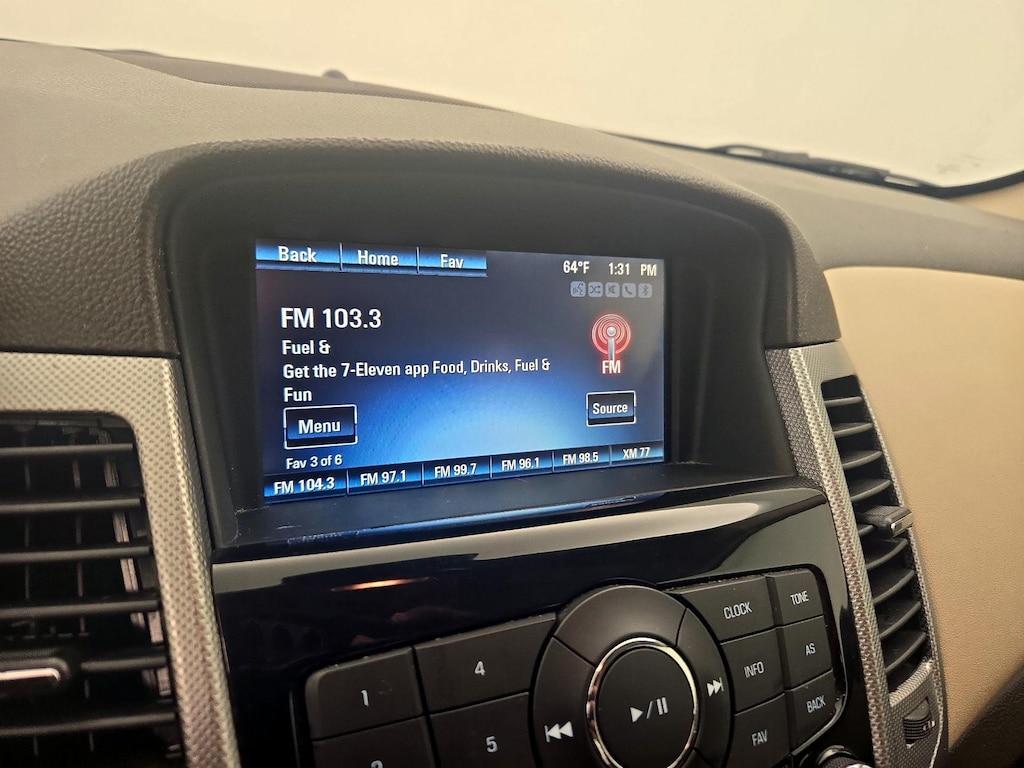 Back Home Fav
64°F 1:31 PM
FM 103.3
Fuel &
Get the 7-Eleven app Food, Drinks, Fuel &
Fun
FM
Menu
Source
Fav 3 of 6
FM 104.3 FM 97.1 FM 99.7 FM 96.1 FM 98.5 XM 77
1
4
5
CLOCK
TONE
INFO
AS
FAV
BACK